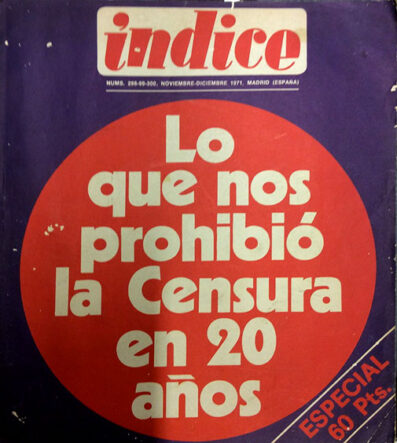 índice
NUMS. 298-99-300, NOVIEMBRE-DICIEMBRE 1971, MADRID (ESPAÑA)
Lo
que nos
prohibió
la Censura
en 20
años
ESPECIAL
60 Pts.